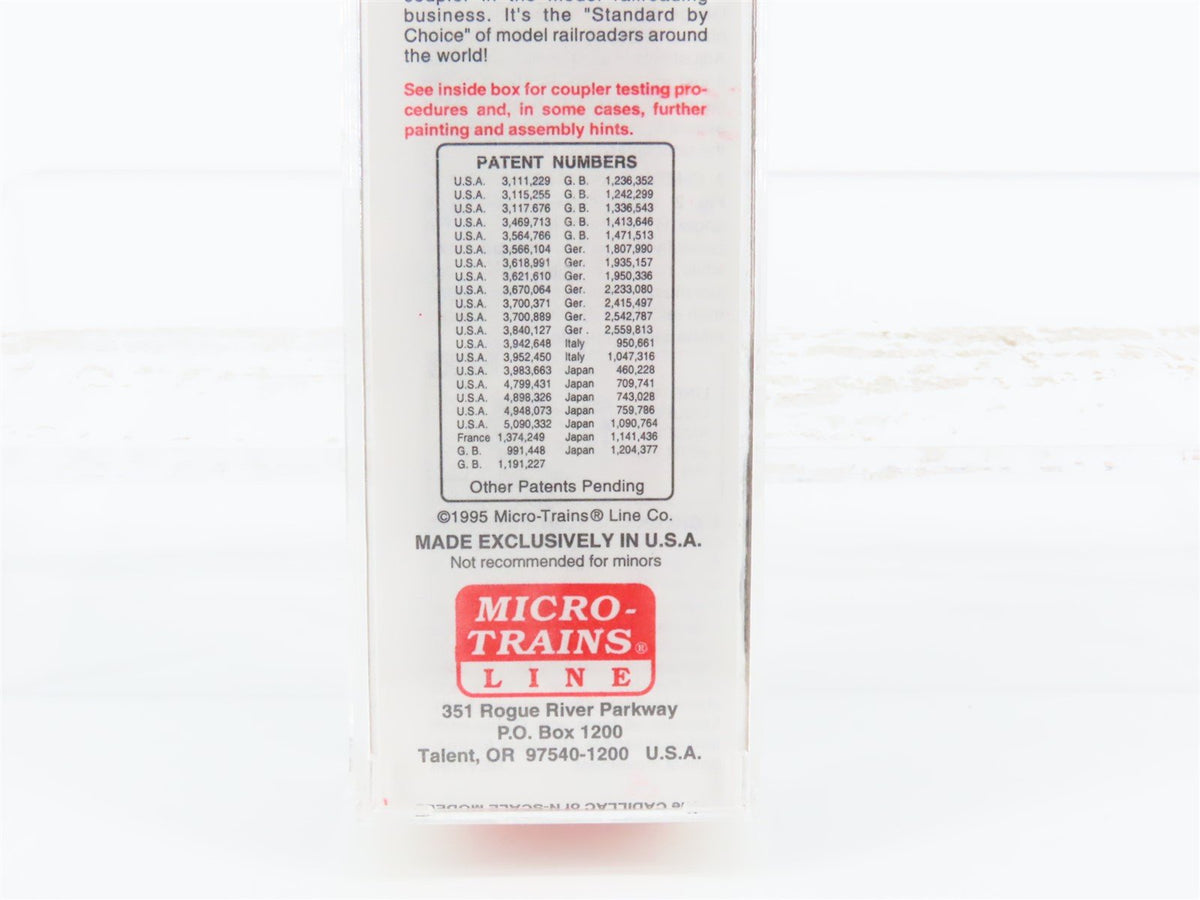 coupler in the model railroading
business. It's the "Standard by
Choice" of model railroaders around
the world!
See inside box for coupler testing pro-
cedures and, in some cases, further
painting and assembly hints.
PATENT NUMBERS
U.S.A. 3,111,229 G. B. 1,236,352
U.S.A. 3,115,255 G. B. 1,242,299
U.S.A. 3,117.676 G. B. 1,336,543
U.S.A. 3,469,713 G. B. 1,413,646
U.S.A. 3,564,766 G. B. 1,471,513
U.S.A. 3,566,104 Ger. 1,807,990
U.S.A. 3,618,991 Ger. 1,935,157
U.S.A. 3,621,610 Ger. 1,950,336
U.S.A. 3,670,064 Ger. 2,233,080
U.S.A. 3,700,371 Ger. 2,415,497
U.S.A. 3,700,889 Ger. 2,542,787
U.S.A. 3,840,127 Ger . 2,559,813
U.S.A. 3,942,648 Italy 950,661
U.S.A. 3,952,450 Italy 1,047,316
U.S.A. 3,983,663 Japan 460,228
U.S.A. 4,799,431 Japan 709,741
U.S.A. 4,898,326 Japan 743,028
U.S.A. 4,948,073 Japan 759,786
U.S.A. 5,090,332 Japan 1,090,764
France 1,374,249 Japan 1,141,436
G. B. 991,448 Japan 1,204,377
G. B. 1,191,227
Other Patents Pending
©1995 Micro-Trains® Line Co.
MADE EXCLUSIVELY IN U.S.A.
Not recommended for minors
MICRO-
TRAINS®
LINE
351 Rogue River Parkway
P.O. Box 1200
Talent, OR 97540-1200 U.S.A.
CADILLAC of N-SCALE